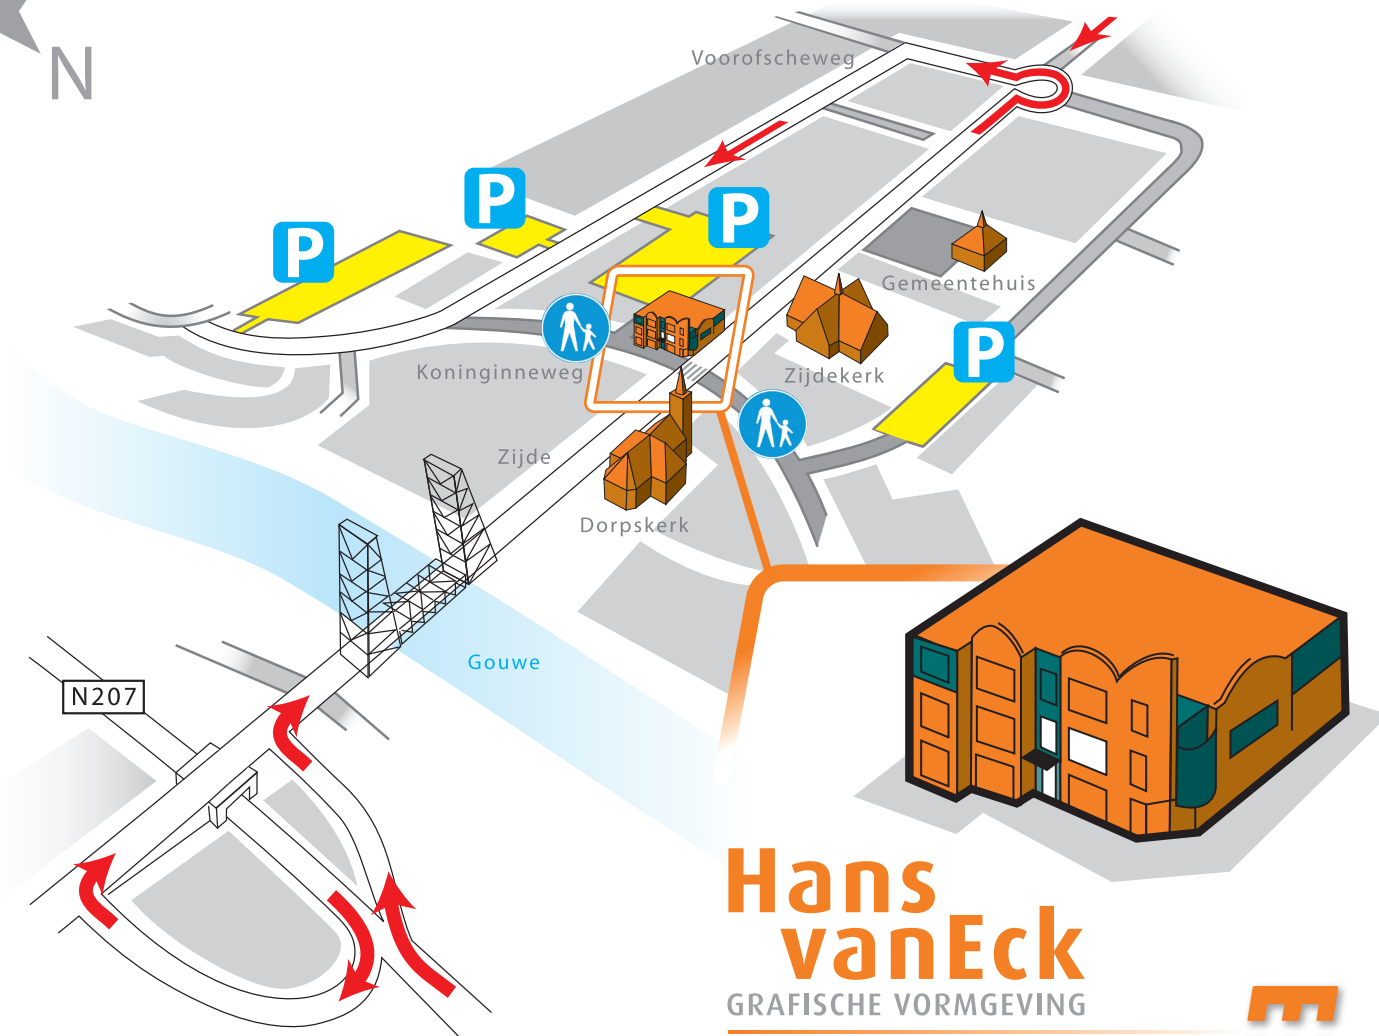 N
Voorofscheweg
P
P
P
Gemeentehuis
P
Koninginneweg
Zijdekerk
Zijde
Dorpskerk
Gouwe
N207
Hans
vanEck
GRAFISCHE VORMGEVING